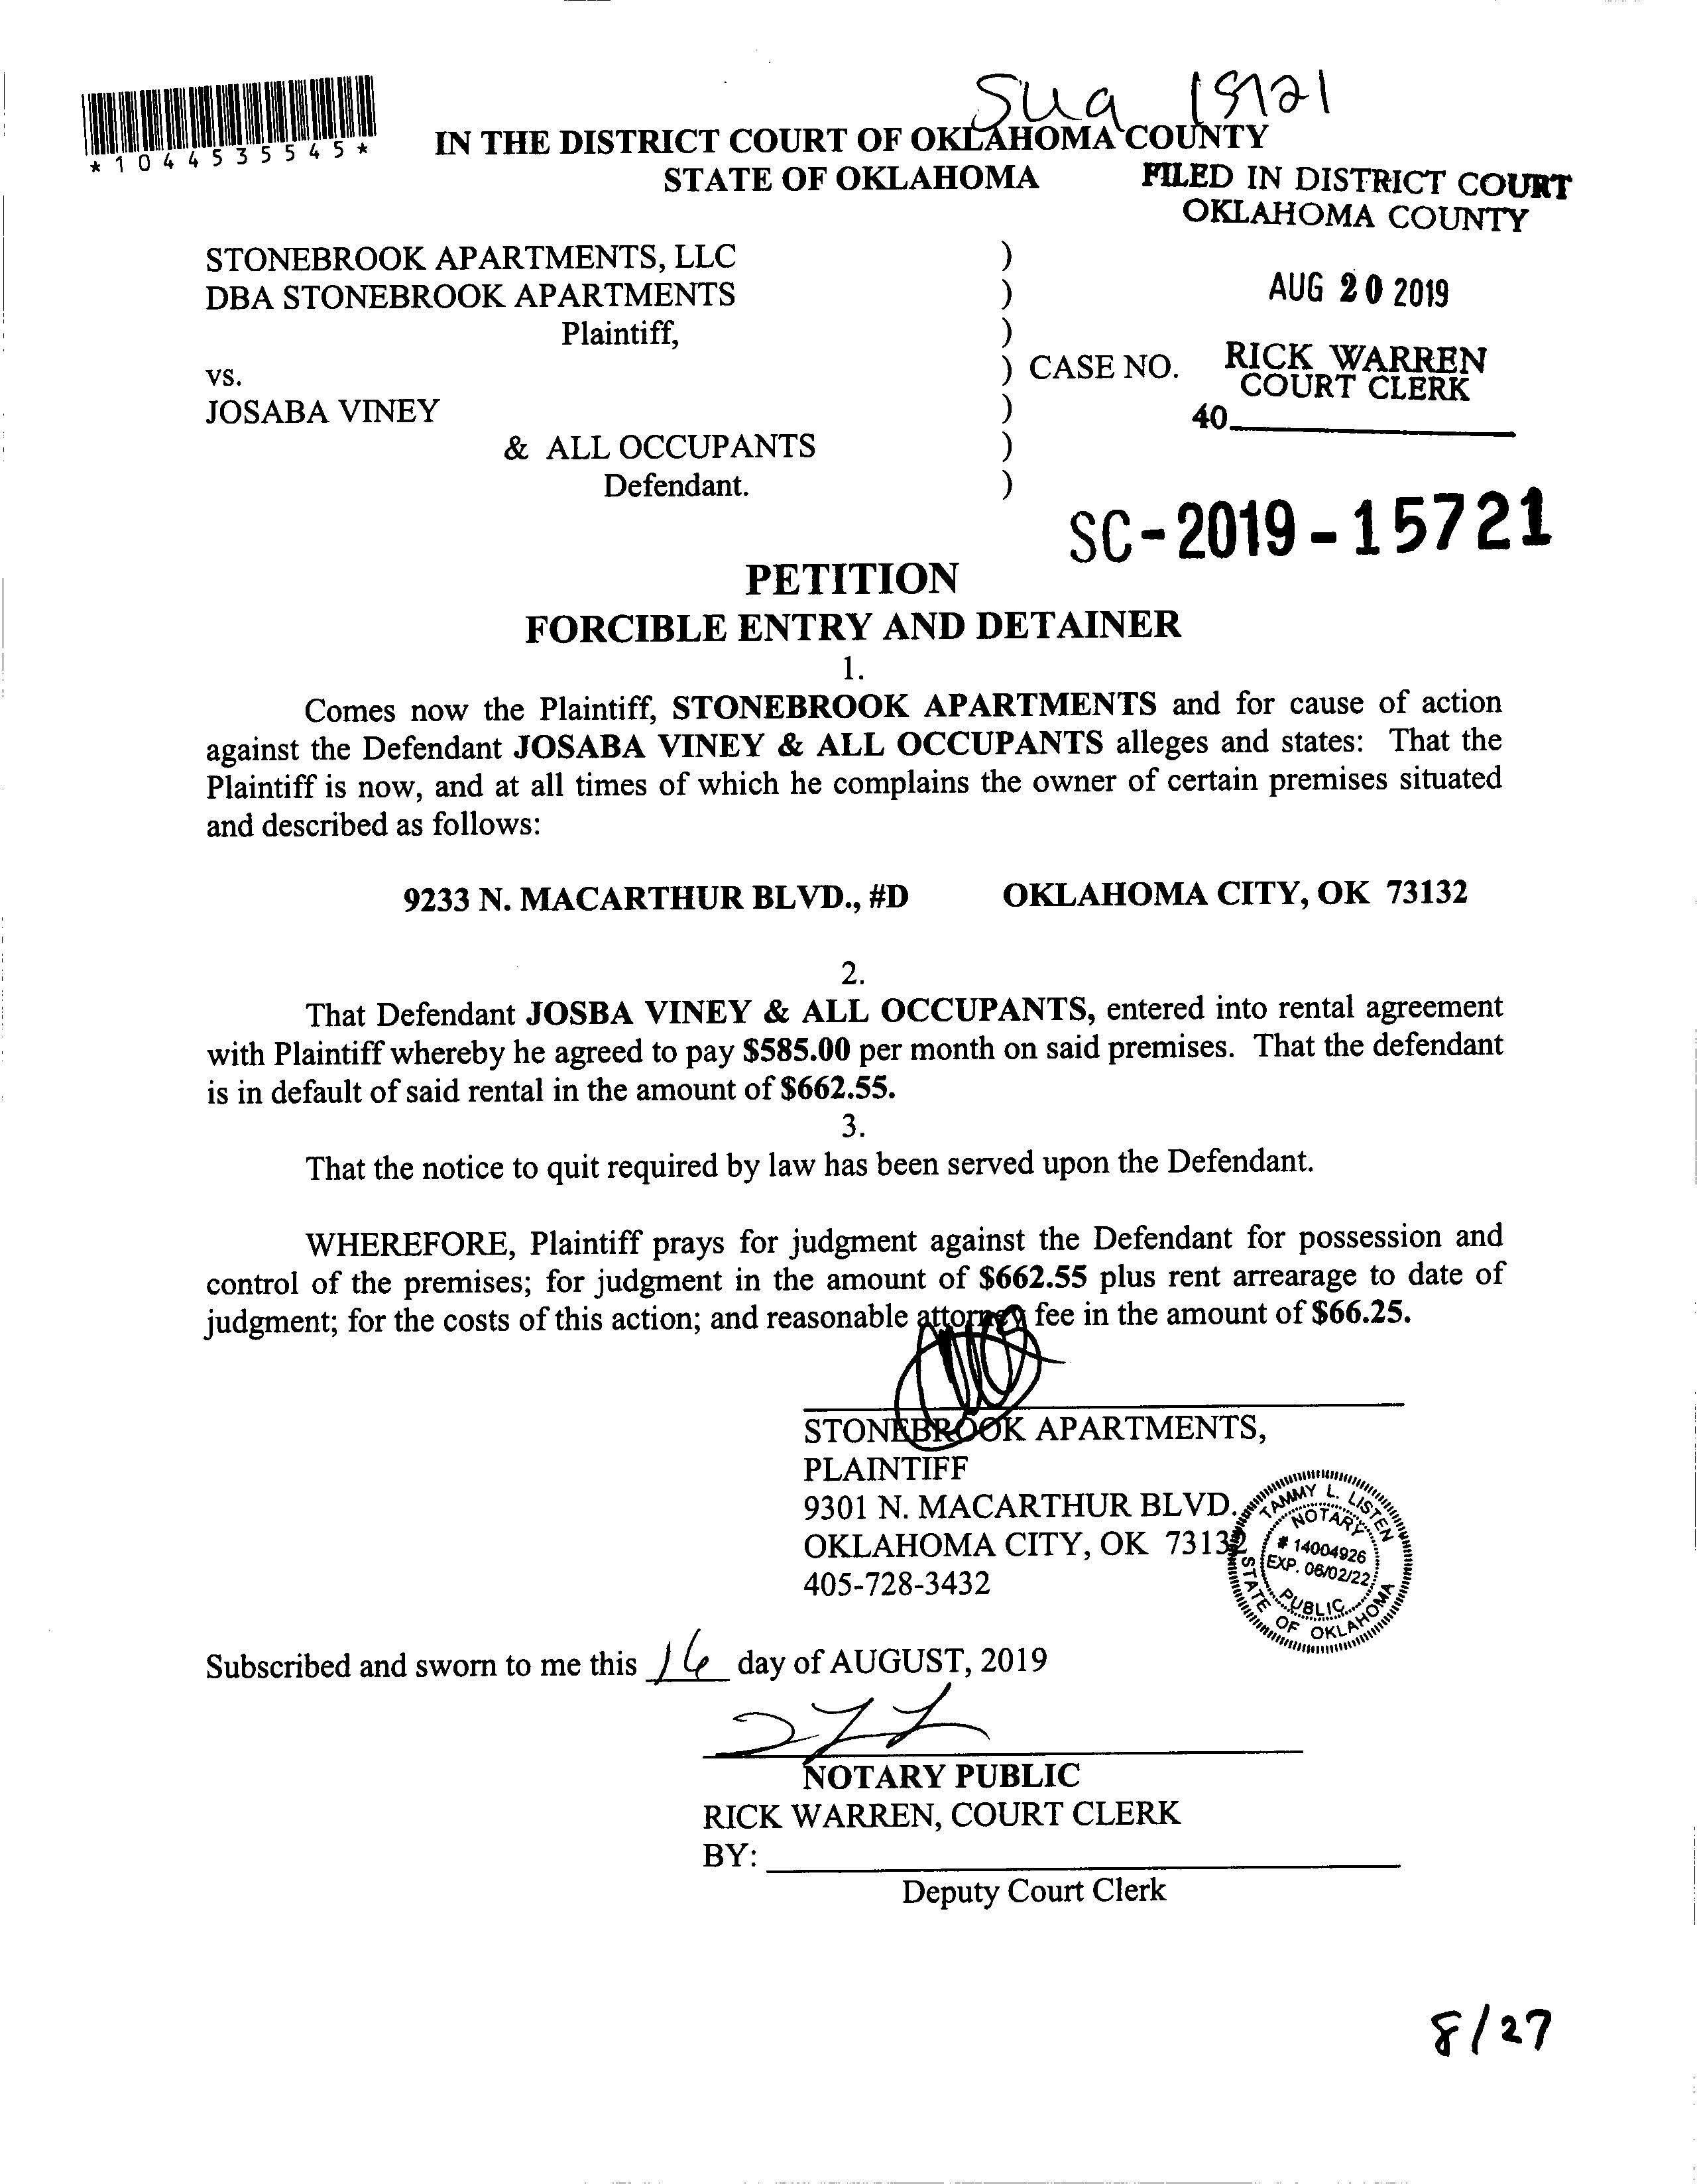 Sua 15721
*1044535545*
IN THE DISTRICT COURT OF OKLAHOMA COUNTY
STATE OF OKLAHOMA
FILED IN DISTRICT COURT
OKLAHOMA COUNTY
STONEBROOK APARTMENTS, LLC )
DBA STONEBROOK APARTMENTS ) AUG 20 2019
Plaintiff, )
vs. ) CASE NO. RICK WARREN
COURT CLERK
JOSABA VINEY ) 40
& ALL OCCUPANTS )
Defendant. )
SC-2019-15721
PETITION
FORCIBLE ENTRY AND DETAINER
1.
Comes now the Plaintiff, STONEBROOK APARTMENTS and for cause of action
against the Defendant JOSABA VINEY & ALL OCCUPANTS alleges and states: That the
Plaintiff is now, and at all times of which he complains the owner of certain premises situated
and described as follows:
9233 N. MACARTHUR BLVD., #D OKLAHOMA CITY, OK 73132
2.
That Defendant JOSBA VINEY & ALL OCCUPANTS, entered into rental agreement
with Plaintiff whereby he agreed to pay $585.00 per month on said premises. That the defendant
is in default of said rental in the amount of $662.55.
3.
That the notice to quit required by law has been served upon the Defendant.
WHEREFORE, Plaintiff prays for judgment against the Defendant for possession and
control of the premises; for judgment in the amount of $662.55 plus rent arrearage to date of
judgment; for the costs of this action; and reasonable attorney fee in the amount of $66.25.
STONEBROOK APARTMENTS,
PLAINTIFF
9301 N. MACARTHUR BLVD.
OKLAHOMA CITY, OK 73132
405-728-3432
TAMMY L. LISTEN
NOTARY
# 14004926
EXP. 06/02/22
PUBLIC
STATE OF OKLAHOMA
Subscribed and sworn to me this 16 day of AUGUST, 2019
NOTARY PUBLIC
RICK WARREN, COURT CLERK
BY:
Deputy Court Clerk
8/27